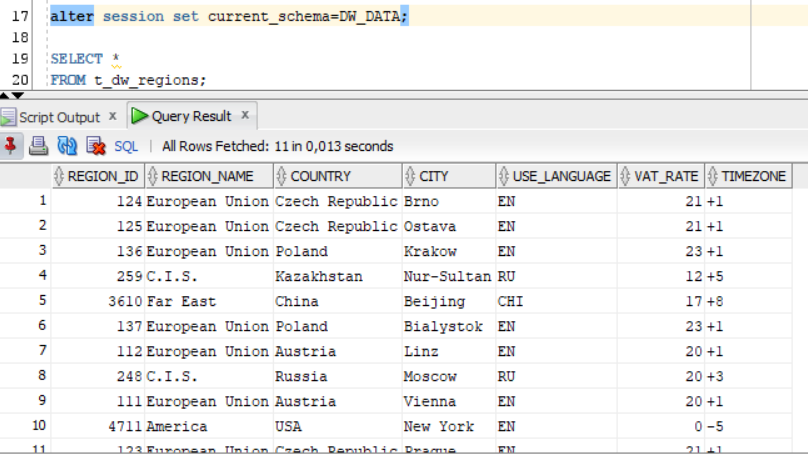 17 alter session set current_schema=DW_DATA;
18
19 SELECT *
20 FROM t_dw_regions;
Script Output x Query Result x
SQL | All Rows Fetched: 11 in 0,013 seconds
REGION_ID REGION_NAME COUNTRY CITY USE_LANGUAGE VAT_RATE TIMEZONE
1 124 European Union Czech Republic Brno EN 21 +1
2 125 European Union Czech Republic Ostava EN 21 +1
3 136 European Union Poland Krakow EN 23 +1
4 259 C.I.S. Kazakhstan Nur-Sultan RU 12 +5
5 3610 Far East China Beijing CHI 17 +8
6 137 European Union Poland Bialystok EN 23 +1
7 112 European Union Austria Linz EN 20 +1
8 248 C.I.S. Russia Moscow RU 20 +3
9 111 European Union Austria Vienna EN 20 +1
10 4711 America USA New York EN 0 -5
11 123 European Union Czech Republic Prague EN 21 +1